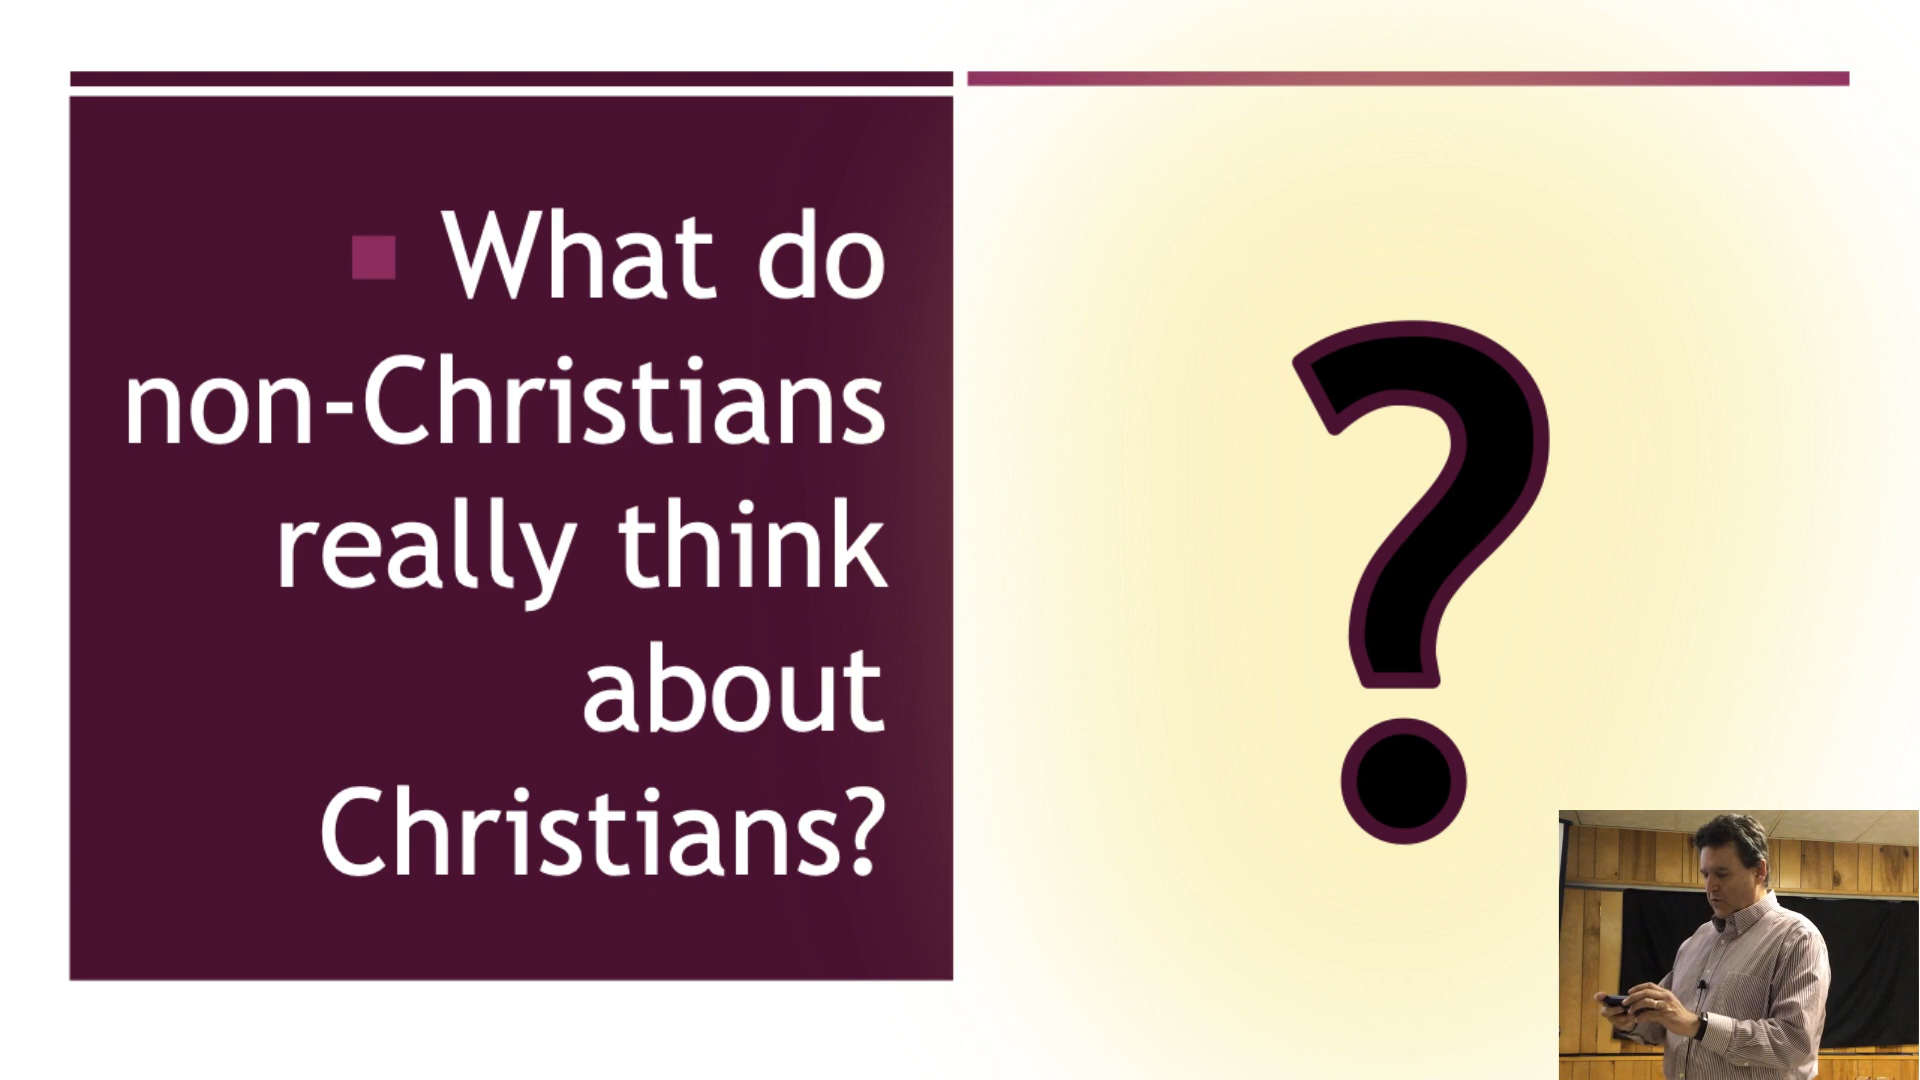 What do
non-Christians
really think
about
Christians?
?